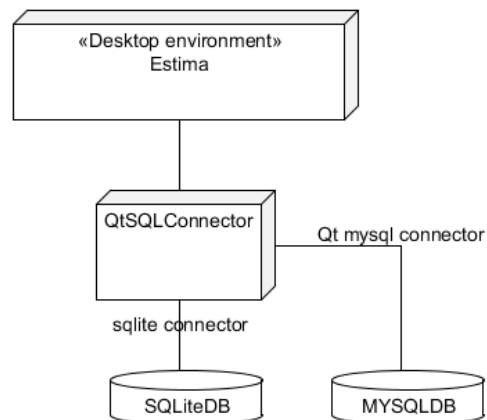 «Desktop environment»
Estima
QtSQLConnector
Qt mysql connector
sqlite connector
SQLiteDB
MYSQLDB